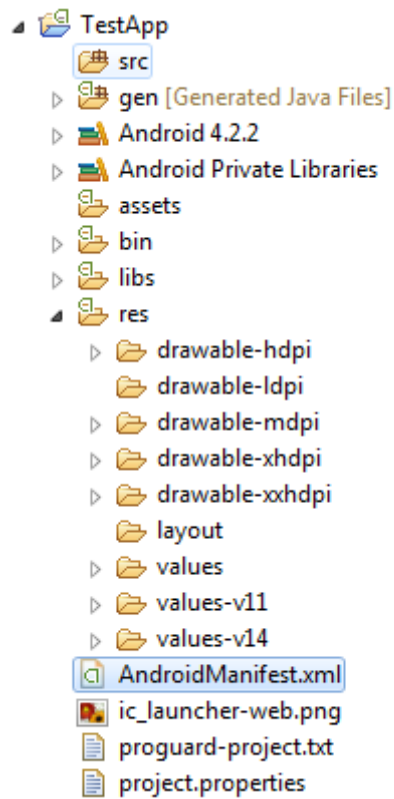 TestApp
src
gen [Generated Java Files]
Android 4.2.2
Android Private Libraries
assets
bin
libs
res
drawable-hdpi
drawable-ldpi
drawable-mdpi
drawable-xhdpi
drawable-xxhdpi
layout
values
values-v11
values-v14
AndroidManifest.xml
ic_launcher-web.png
proguard-project.txt
project.properties